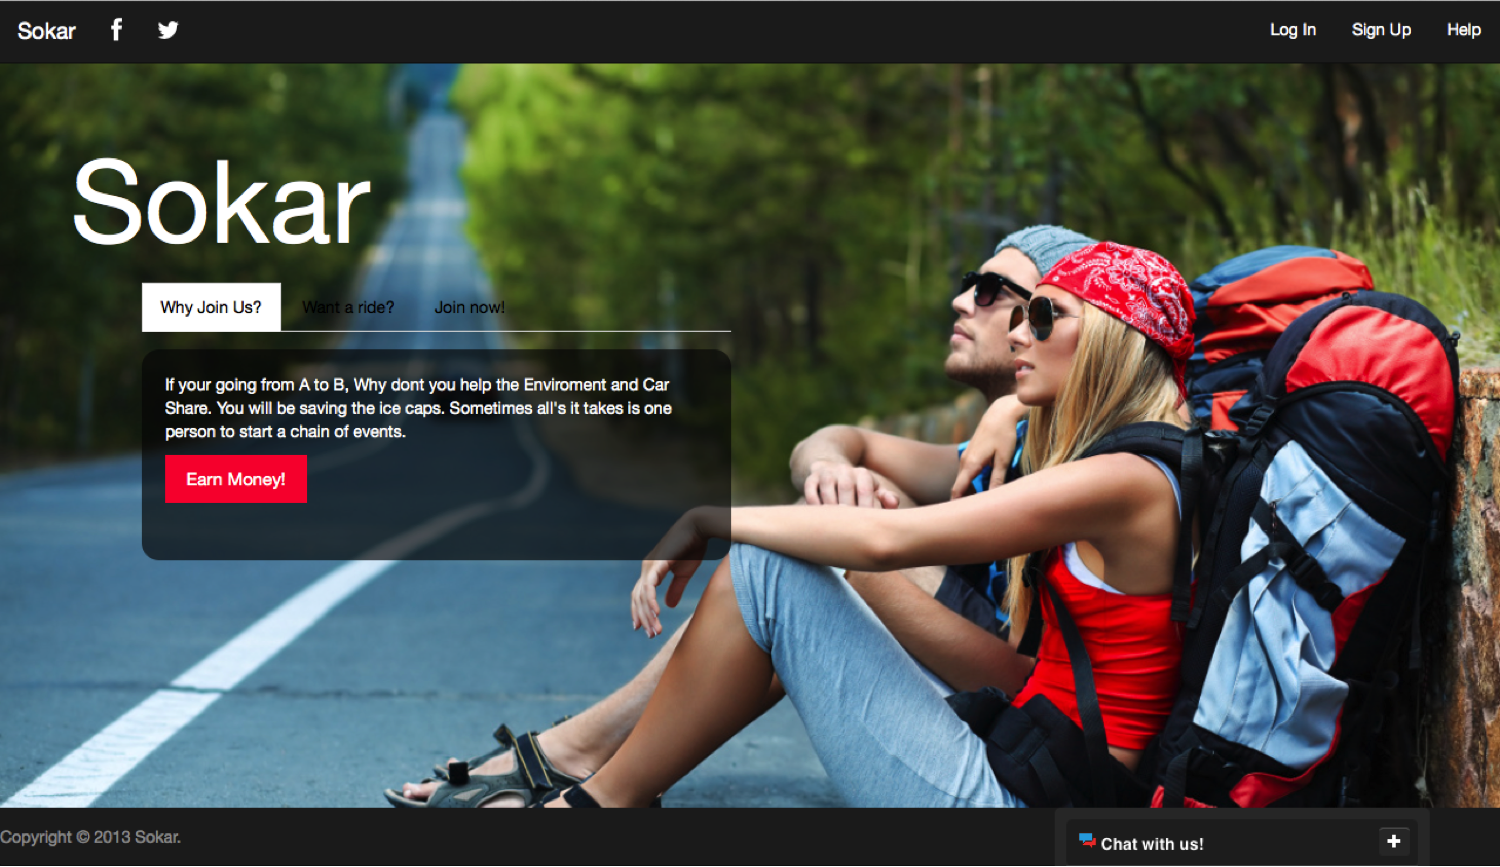 Sokar
Log In Sign Up Help
Sokar
Why Join Us? Want a ride? Join now!
If your going from A to B, Why dont you help the Enviroment and Car
Share. You will be saving the ice caps. Sometimes all's it takes is one
person to start a chain of events.
Earn Money!
Copyright © 2013 Sokar.
Chat with us!